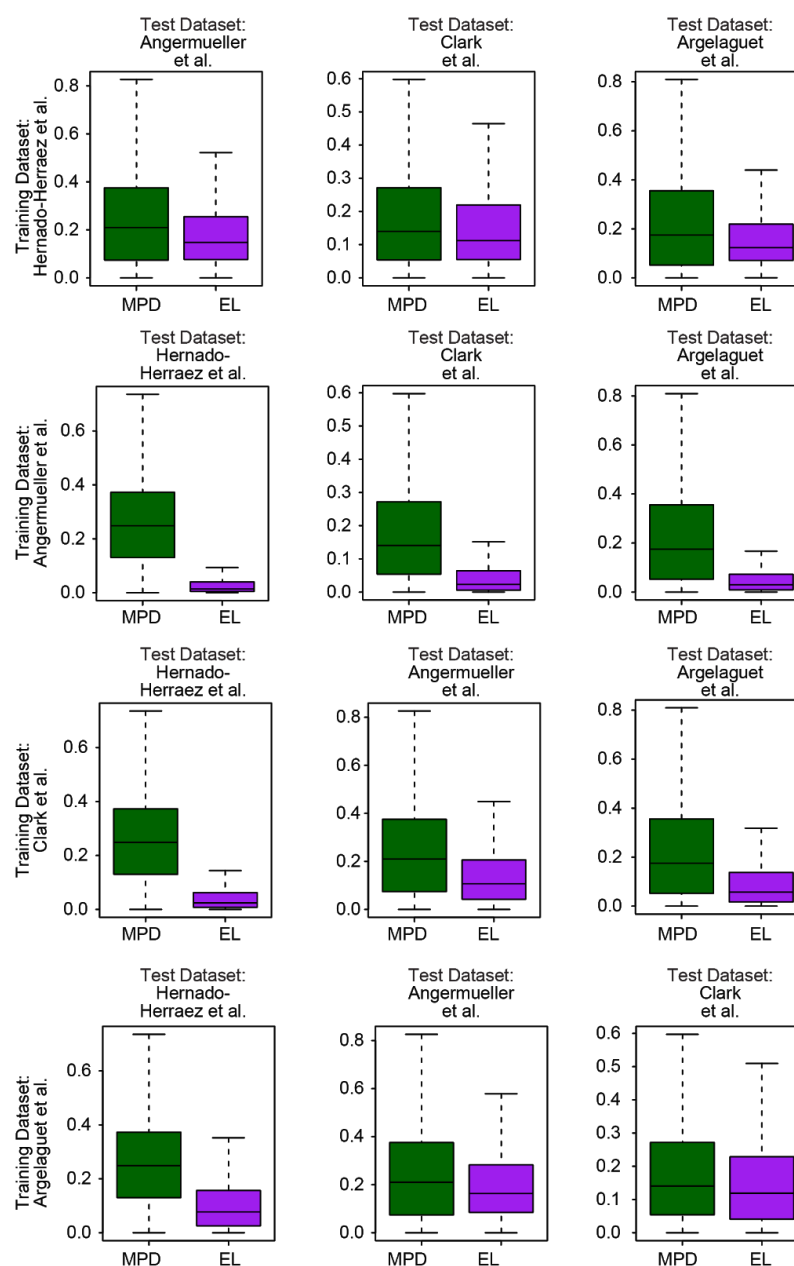 Test Dataset:
Angermueller
et al.
Test Dataset:
Clark
et al.
Test Dataset:
Argelaguet
et al.
Training Dataset:
Hernado-Herraez et al.
0.8
0.4
0.2
0.0
MPD EL
0.6
0.5
0.4
0.3
0.2
0.1
0.0
MPD EL
0.8
0.6
0.4
0.2
0.0
MPD EL
Test Dataset:
Hernado-
Herraez et al.
Test Dataset:
Clark
et al.
Test Dataset:
Argelaguet
et al.
Training Dataset:
Angermueller et al.
0.6
0.4
0.2
0.0
MPD EL
0.6
0.5
0.4
0.3
0.2
0.1
0.0
MPD EL
0.8
0.6
0.4
0.2
0.0
MPD EL
Test Dataset:
Hernado-
Herraez et al.
Test Dataset:
Angermueller
et al.
Test Dataset:
Argelaguet
et al.
Training Dataset:
Clark et al.
0.6
0.4
0.2
0.0
MPD EL
0.8
0.6
0.4
0.2
0.0
MPD EL
0.8
0.6
0.4
0.2
0.0
MPD EL
Test Dataset:
Hernado-
Herraez et al.
Test Dataset:
Angermueller
et al.
Test Dataset:
Clark
et al.
Training Dataset:
Argelaguet et al.
0.6
0.4
0.2
0.0
MPD EL
0.8
0.6
0.4
0.2
0.0
MPD EL
0.6
0.5
0.4
0.3
0.2
0.1
0.0
MPD EL